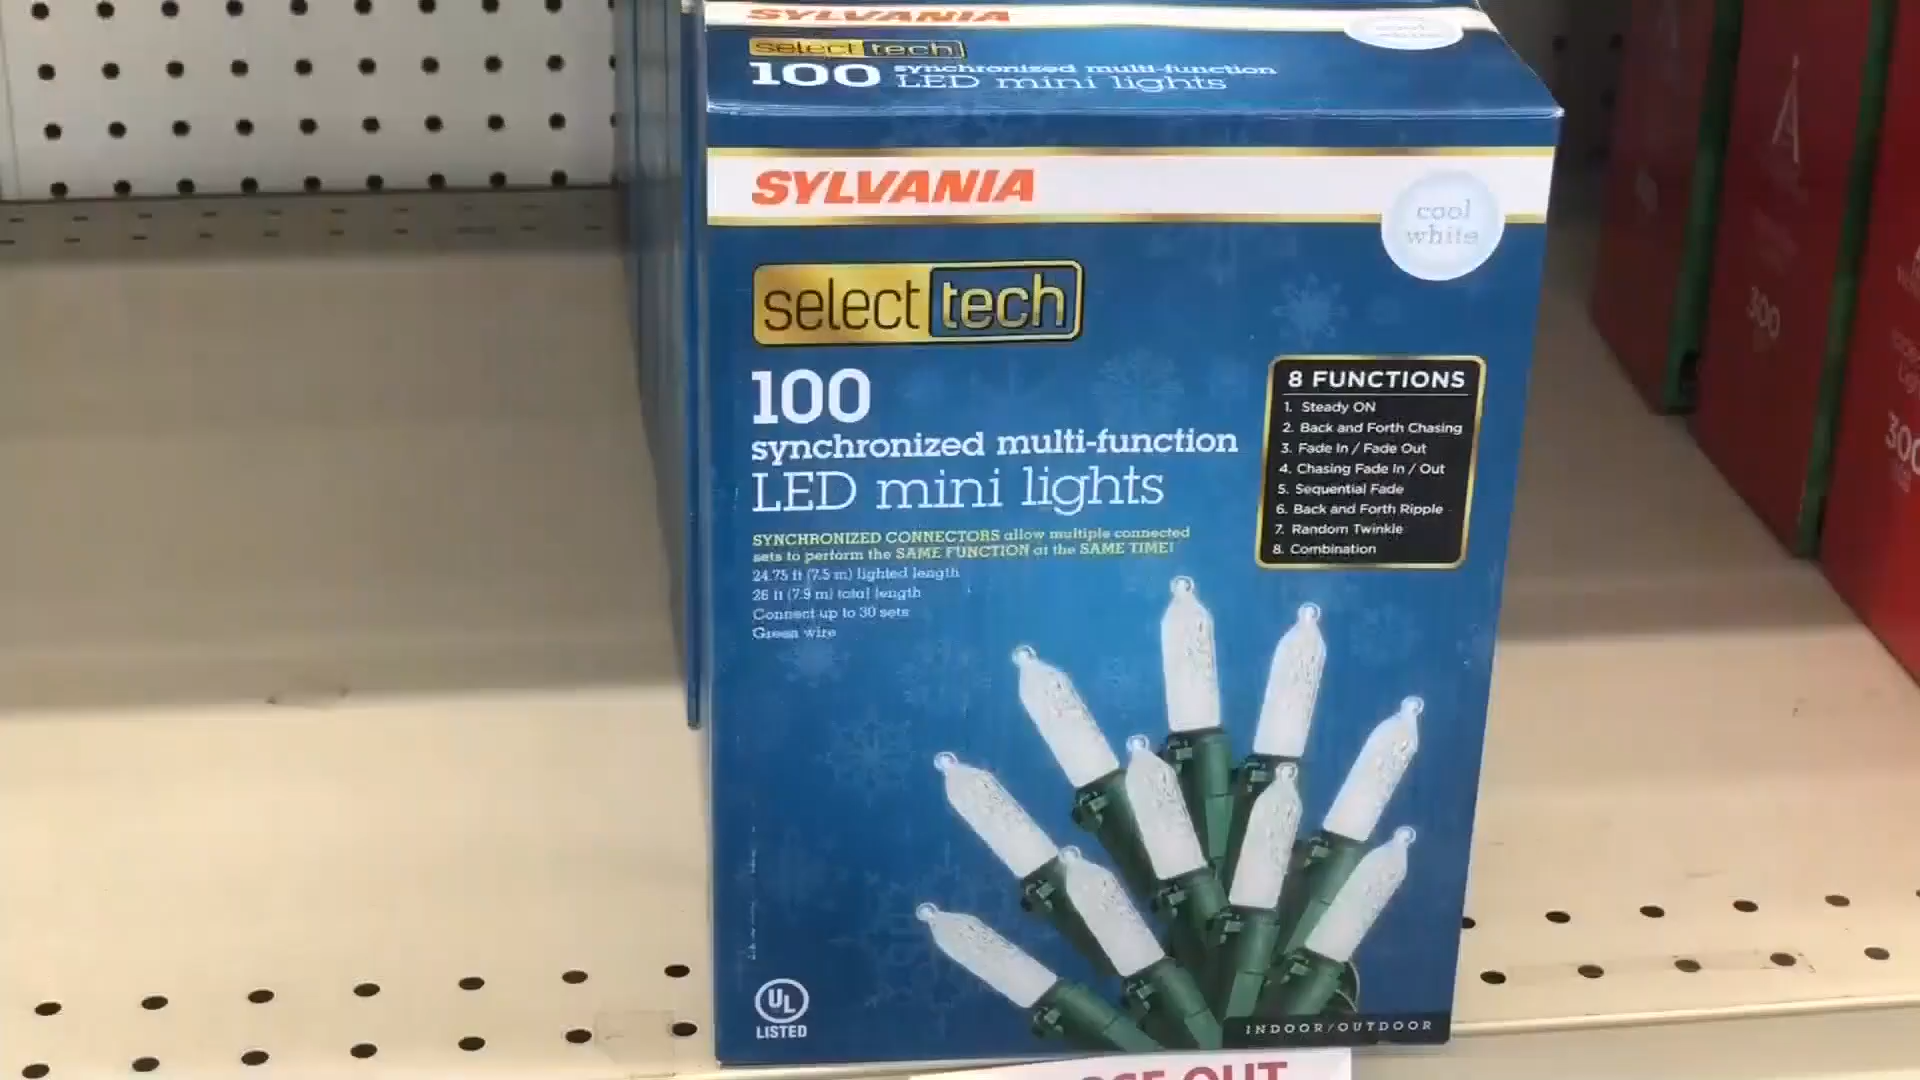 SYLVANIA
select tech
100 synchronized multi-function
LED mini lights
SYLVANIA
cool
white
select tech
100
synchronized multi-function
LED mini lights
SYNCHRONIZED CONNECTORS allow multiple connected
sets to perform the SAME FUNCTION at the SAME TIME!
24.75 ft (7.5 m) lighted length
26 ft (7.9 m) total length
Connect up to 30 sets
Green wire
8 FUNCTIONS
1. Steady ON
2. Back and Forth Chasing
3. Fade In / Fade Out
4. Chasing Fade In / Out
5. Sequential Fade
6. Back and Forth Ripple
7. Random Twinkle
8. Combination
UL
LISTED
INDOOR/OUTDOOR
OUT
A
300
300